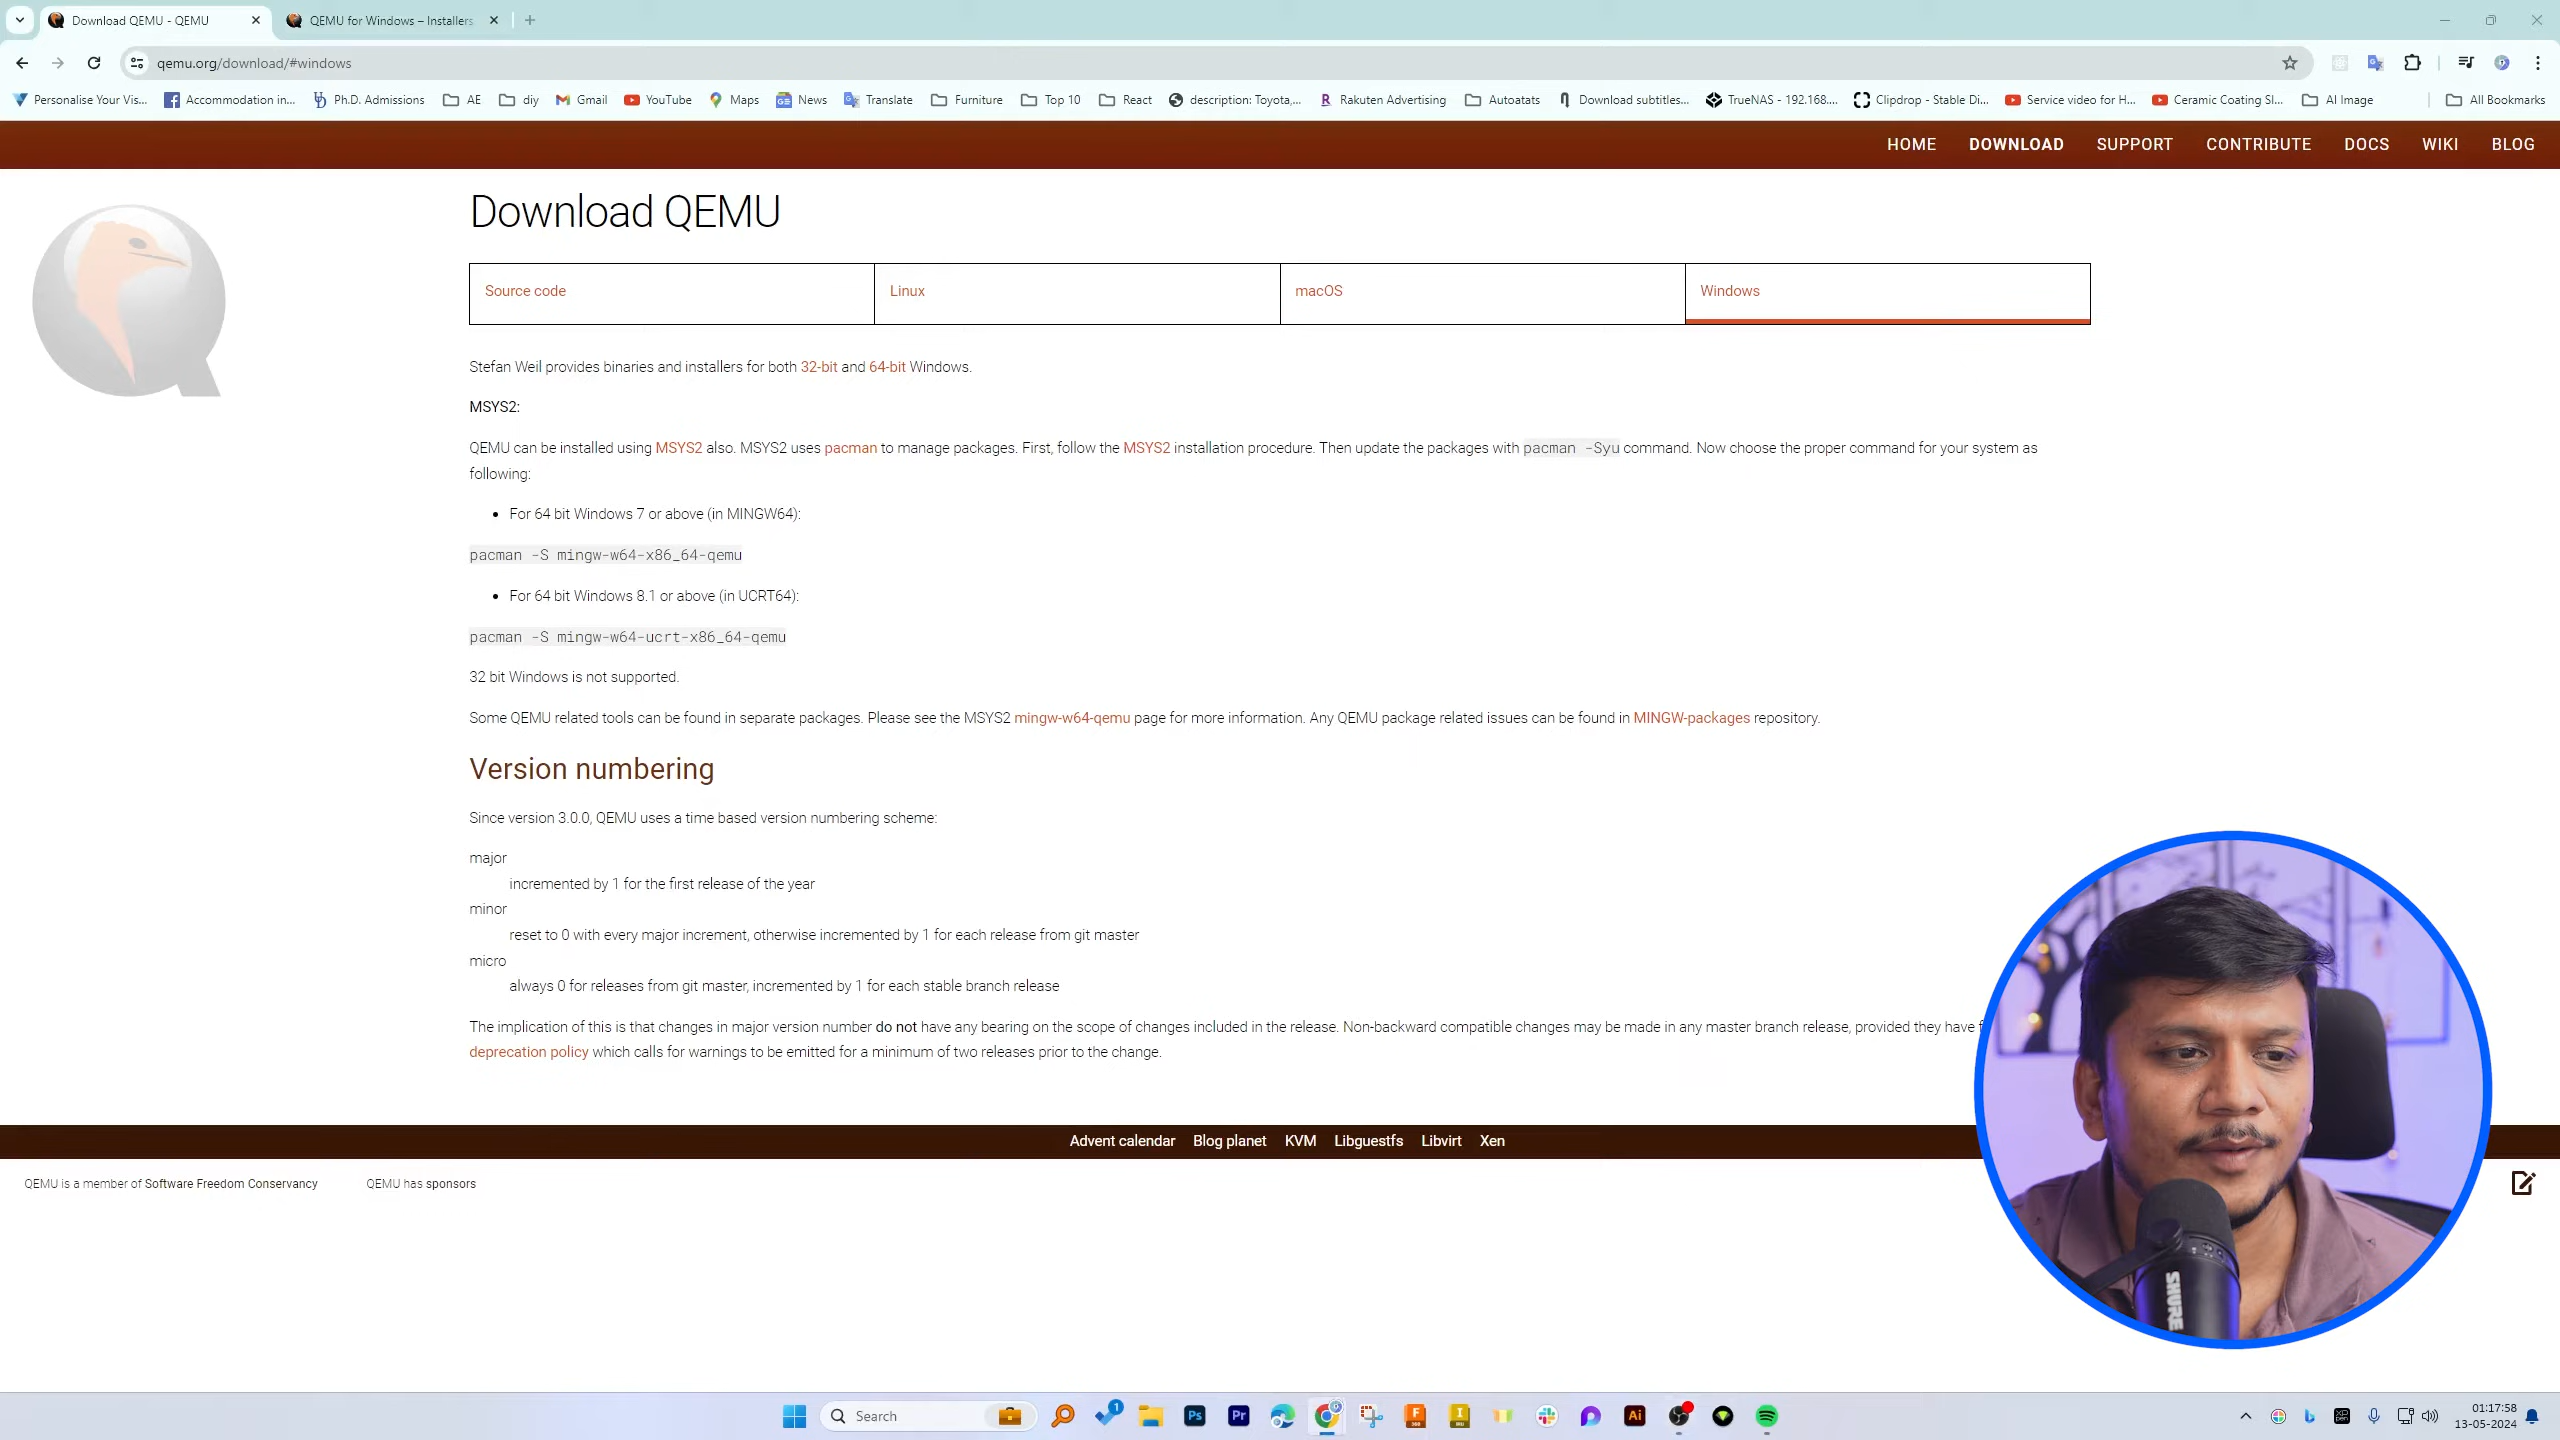 Download QEMU - QEMU
QEMU for Windows – Installers
qemu.org/download/#windows
Personalise Your Vis...
Accommodation in...
Ph.D. Admissions
AE
diy
Gmail
YouTube
Maps
News
Translate
Furniture
Top 10
React
description: Toyota,...
Rakuten Advertising
Autoatats
Download subtitles...
TrueNAS - 192.168....
Clipdrop - Stable Di...
Service video for H...
Ceramic Coating Sl...
AI Image
All Bookmarks
HOME
DOWNLOAD
SUPPORT
CONTRIBUTE
DOCS
WIKI
BLOG
Download QEMU
Source code
Linux
macOS
Windows
Stefan Weil provides binaries and installers for both 32-bit and 64-bit Windows.
MSYS2:
QEMU can be installed using MSYS2 also. MSYS2 uses pacman to manage packages. First, follow the MSYS2 installation procedure. Then update the packages with pacman -Syu command. Now choose the proper command for your system as
following:
• For 64 bit Windows 7 or above (in MINGW64):
pacman -S mingw-w64-x86_64-qemu
• For 64 bit Windows 8.1 or above (in UCRT64):
pacman -S mingw-w64-ucrt-x86_64-qemu
32 bit Windows is not supported.
Some QEMU related tools can be found in separate packages. Please see the MSYS2 mingw-w64-qemu page for more information. Any QEMU package related issues can be found in MINGW-packages repository.
Version numbering
Since version 3.0.0, QEMU uses a time based version numbering scheme:
major
incremented by 1 for the first release of the year
minor
reset to 0 with every major increment, otherwise incremented by 1 for each release from git master
micro
always 0 for releases from git master, incremented by 1 for each stable branch release
The implication of this is that changes in major version number do not have any bearing on the scope of changes included in the release. Non-backward compatible changes may be made in any master branch release, provided they have
deprecation policy which calls for warnings to be emitted for a minimum of two releases prior to the change.
Advent calendar
Blog planet
KVM
Libguestfs
Libvirt
Xen
QEMU is a member of Software Freedom Conservancy
QEMU has sponsors
SHURE
Search
1
Ps
Pr
Ai
01:17:58
13-05-2024